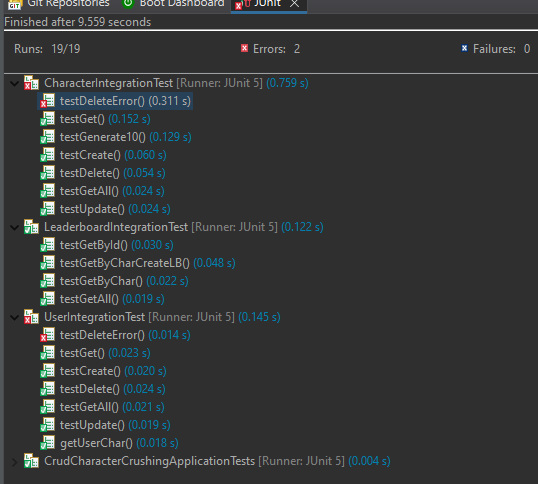 GIT Git Repositories Boot Dashboard JUnit
Finished after 9.559 seconds
Runs: 19/19 Errors: 2 Failures: 0
CharacterIntegrationTest [Runner: JUnit 5] (0.759 s)
testDeleteError() (0.311 s)
testGet() (0.152 s)
testGenerate10() (0.129 s)
testCreate() (0.060 s)
testDelete() (0.054 s)
testGetAll() (0.024 s)
testUpdate() (0.024 s)
LeaderboardIntegrationTest [Runner: JUnit 5] (0.122 s)
testGetById() (0.030 s)
testGetByCharCreateLB() (0.048 s)
testGetByChar() (0.022 s)
testGetAll() (0.019 s)
UserIntegrationTest [Runner: JUnit 5] (0.145 s)
testDeleteError() (0.014 s)
testGet() (0.023 s)
testCreate() (0.020 s)
testDelete() (0.024 s)
testGetAll() (0.021 s)
testUpdate() (0.019 s)
getUserChar() (0.018 s)
CrudCharacterCrushingApplicationTests [Runner: JUnit 5] (0.004 s)